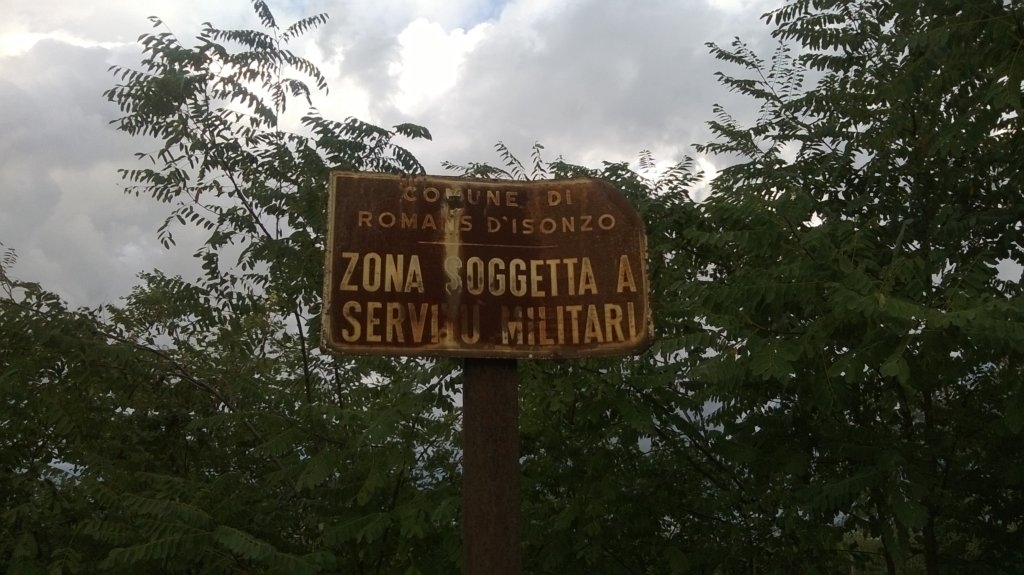 COMUNE DI
ROMANS D'ISONZO
ZONA SOGGETTA A
SERVITU MILITARI